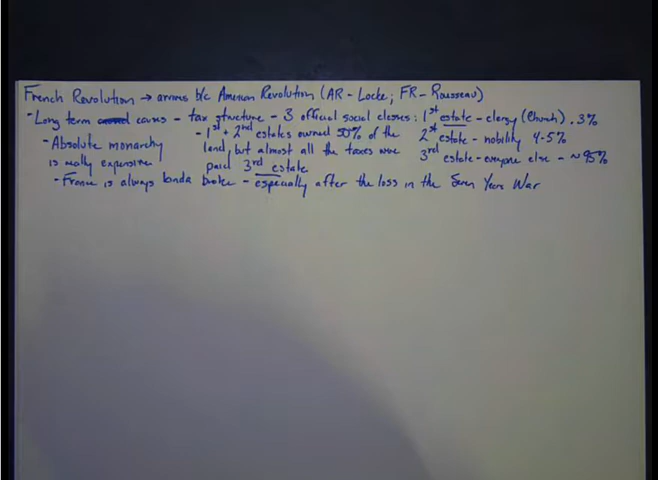 French Revolution → arrives b/c American Revolution (AR - Locke; FR - Rousseau)
- Long term causes - tax structure - 3 official social classes: 1st estate - clergy (Church) .3%
- Absolute monarchy - 1st + 2nd estates owned 50% of the 2st estate - nobility 4-5%
is really expensive land, but almost all the taxes were 3rd estate - everyone else - ~95%
paid 3rd estate
- France is always kinda broke - especially after the loss in the Seven Years War